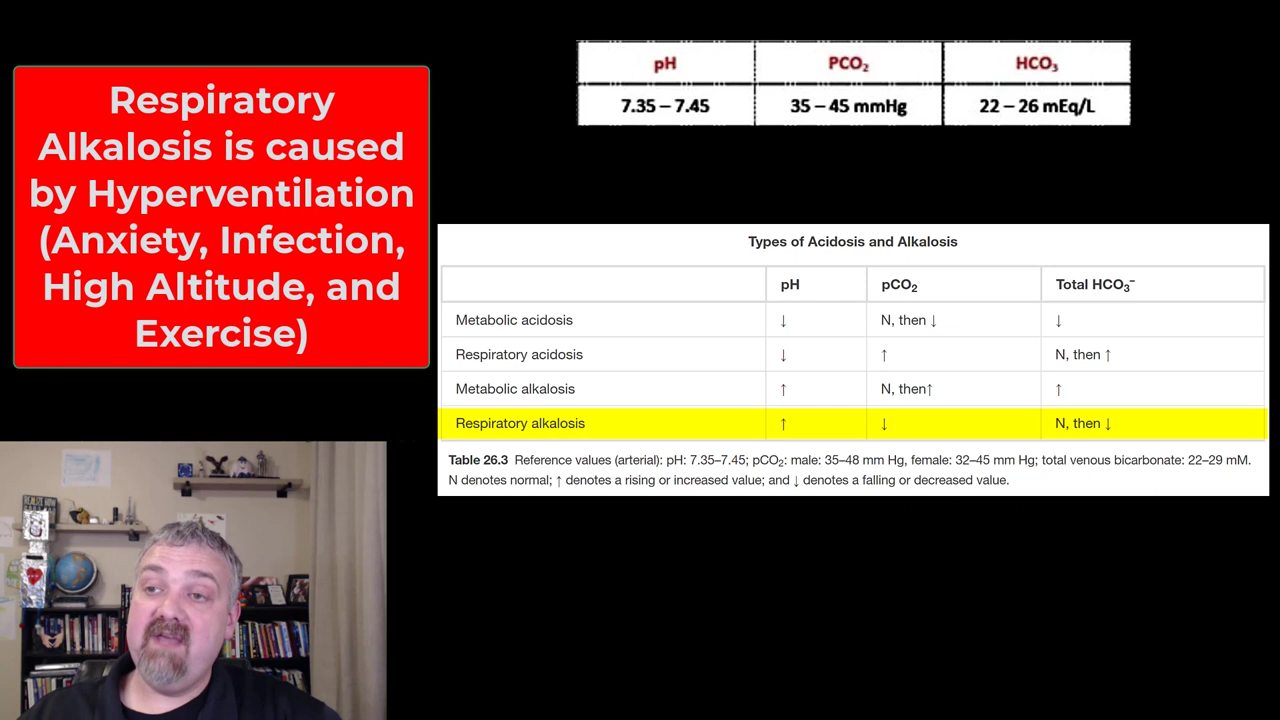 Respiratory
Alkalosis is caused
by Hyperventilation
(Anxiety, Infection,
High Altitude, and
Exercise)
pH PCO₂ HCO₃
7.35 – 7.45 35 – 45 mmHg 22 – 26 mEq/L
Types of Acidosis and Alkalosis
pH pCO₂ Total HCO₃⁻
Metabolic acidosis ↓ N, then ↓ ↓
Respiratory acidosis ↓ ↑ N, then ↑
Metabolic alkalosis ↑ N, then↑ ↑
Respiratory alkalosis ↑ ↓ N, then ↓
Table 26.3 Reference values (arterial): pH: 7.35–7.45; pCO₂: male: 35–48 mm Hg, female: 32–45 mm Hg; total venous bicarbonate: 22–29 mM.
N denotes normal; ↑ denotes a rising or increased value; and ↓ denotes a falling or decreased value.